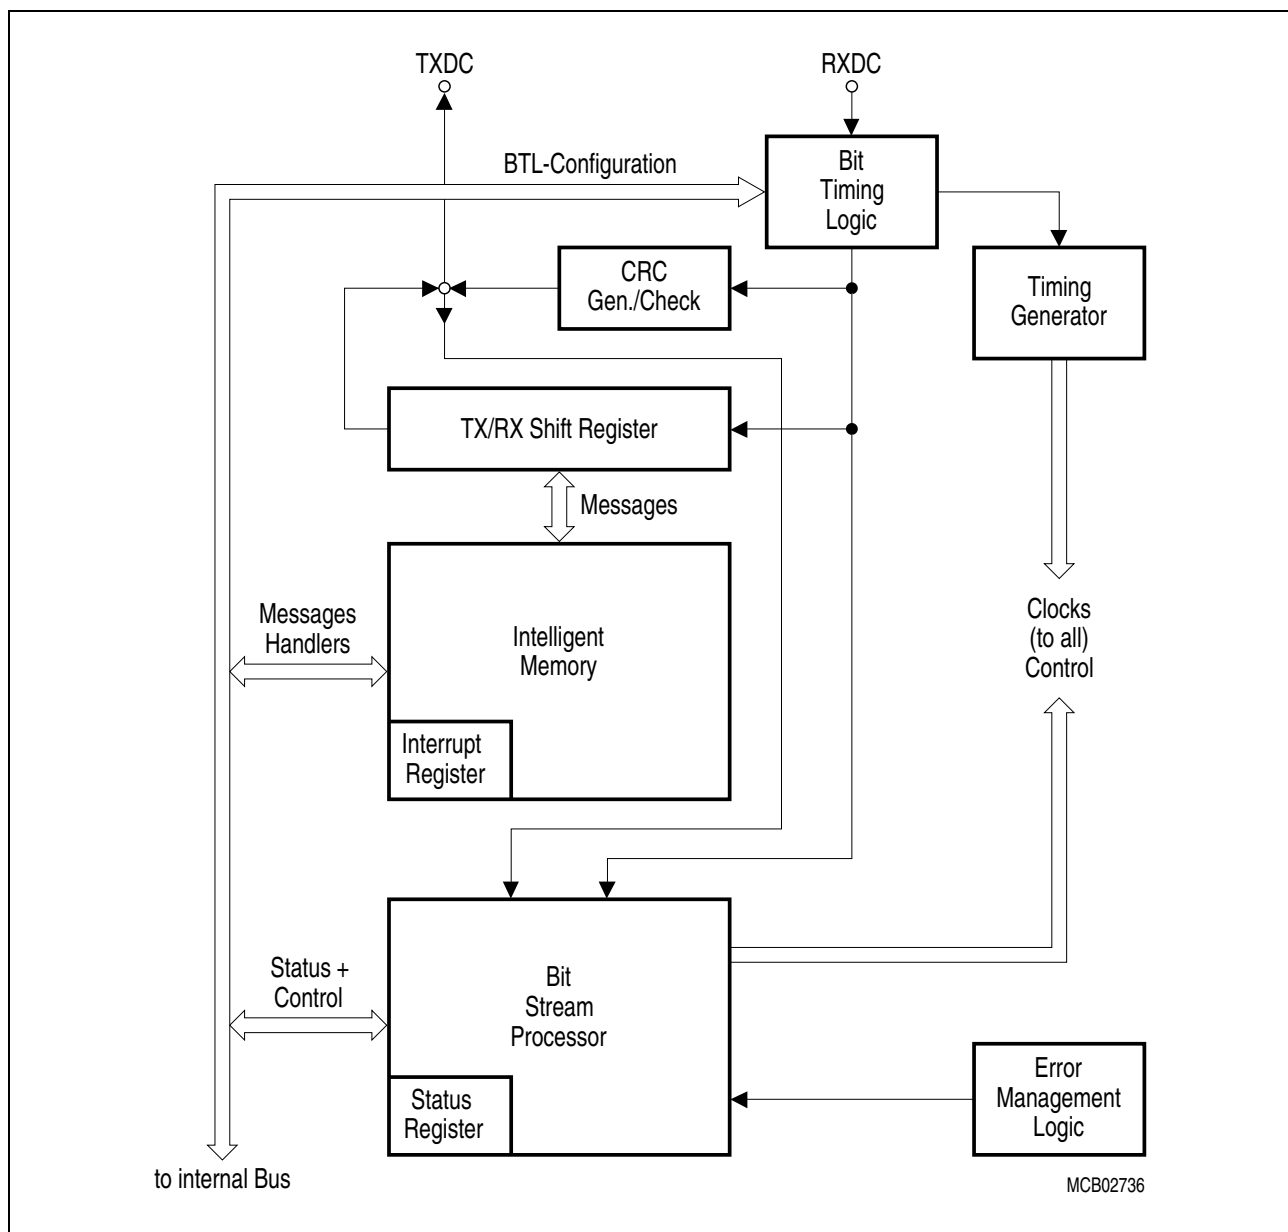 TXDC
RXDC
BTL-Configuration
Bit
Timing
Logic
CRC
Gen./Check
Timing
Generator
TX/RX Shift Register
Messages
Messages
Handlers
Intelligent
Memory
Clocks
(to all)
Control
Interrupt
Register
Status +
Control
Bit
Stream
Processor
Status
Register
Error
Management
Logic
to internal Bus
MCB02736